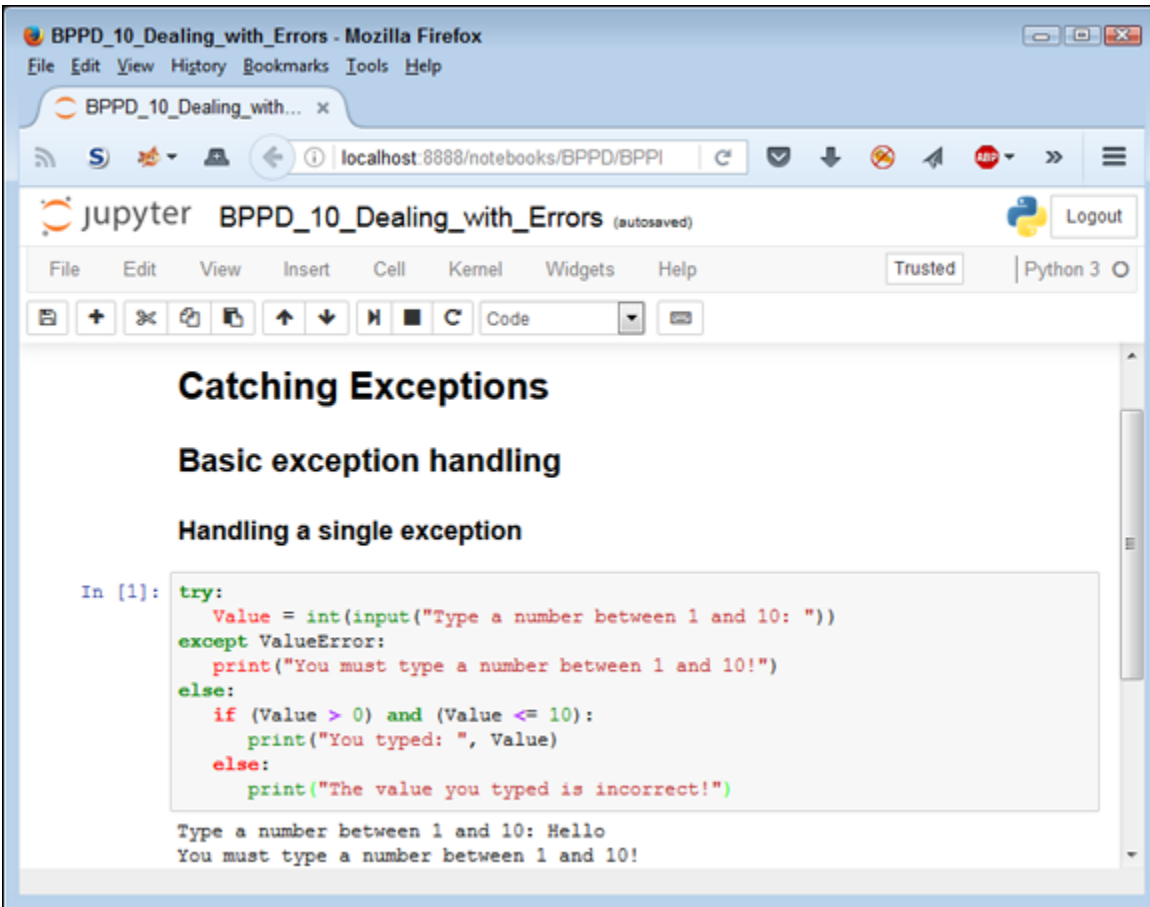 BPPD_10_Dealing_with_Errors - Mozilla Firefox
File Edit View History Bookmarks Tools Help
BPPD_10_Dealing_with... ×
S) localhost:8888/notebooks/BPPD/BPPI ABP »
jupyter BPPD_10_Dealing_with_Errors (autosaved) Logout
File Edit View Insert Cell Kernel Widgets Help Trusted Python 3
Code
Catching Exceptions
Basic exception handling
Handling a single exception
In [1]: try:
Value = int(input("Type a number between 1 and 10: "))
except ValueError:
print("You must type a number between 1 and 10!")
else:
if (Value > 0) and (Value <= 10):
print("You typed: ", Value)
else:
print("The value you typed is incorrect!")
Type a number between 1 and 10: Hello
You must type a number between 1 and 10!